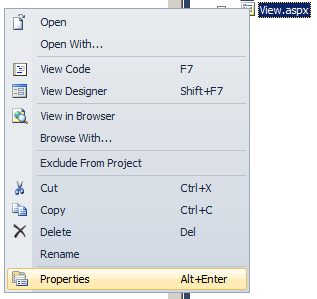 View.aspx
Open
Open With...
View Code F7
View Designer Shift+F7
View in Browser
Browse With...
Exclude From Project
Cut Ctrl+X
Copy Ctrl+C
Delete Del
Rename
Properties Alt+Enter